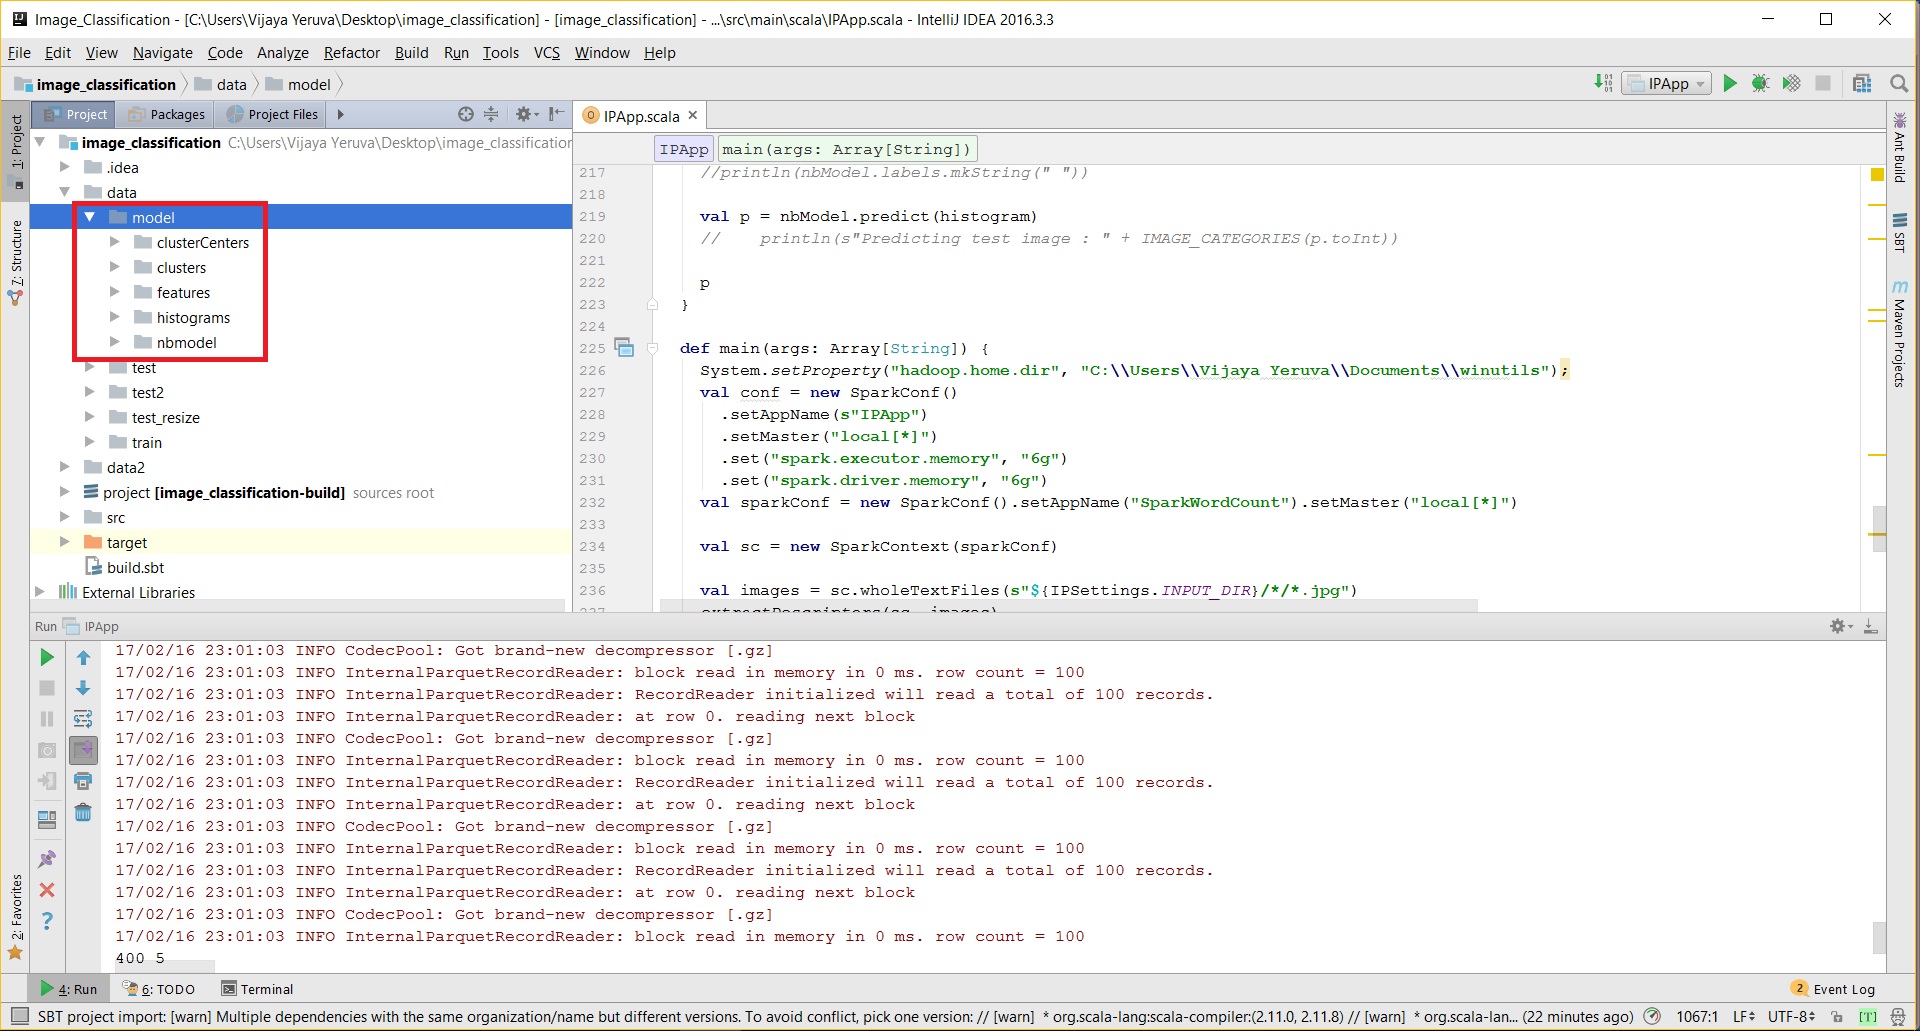 Image_Classification - [C:\Users\Vijaya Yeruva\Desktop\image_classification] - [image_classification] - ...\src\main\scala\IPApp.scala - IntelliJ IDEA 2016.3.3
File Edit View Navigate Code Analyze Refactor Build Run Tools VCS Window Help
image_classification data model
IPApp
Project Packages Project Files
IPApp.scala
1: Project
Z: Structure
2: Favorites
Ant Build
SBT
Maven Projects
image_classification C:\Users\Vijaya Yeruva\Desktop\image_classification
.idea
data
model
clusterCenters
clusters
features
histograms
nbmodel
test
test2
test_resize
train
data2
project [image_classification-build] sources root
src
target
build.sbt
External Libraries
IPApp main(args: Array[String])
217 //println(nbModel.labels.mkString(" "))
218
219 val p = nbModel.predict(histogram)
220 // println(s"Predicting test image : " + IMAGE_CATEGORIES(p.toInt))
221
222 p
223 }
224
225 def main(args: Array[String]) {
226 System.setProperty("hadoop.home.dir", "C:\\Users\\Vijaya Yeruva\\Documents\\winutils");
227 val conf = new SparkConf()
228 .setAppName(s"IPApp")
229 .setMaster("local[*]")
230 .set("spark.executor.memory", "6g")
231 .set("spark.driver.memory", "6g")
232 val sparkConf = new SparkConf().setAppName("SparkWordCount").setMaster("local[*]")
233
234 val sc = new SparkContext(sparkConf)
235
236 val images = sc.wholeTextFiles(s"${IPSettings.INPUT_DIR}/*/*.jpg")
237 extractDescriptors(sc, images)
Run IPApp
17/02/16 23:01:03 INFO CodecPool: Got brand-new decompressor [.gz]
17/02/16 23:01:03 INFO InternalParquetRecordReader: block read in memory in 0 ms. row count = 100
17/02/16 23:01:03 INFO InternalParquetRecordReader: RecordReader initialized will read a total of 100 records.
17/02/16 23:01:03 INFO InternalParquetRecordReader: at row 0. reading next block
17/02/16 23:01:03 INFO CodecPool: Got brand-new decompressor [.gz]
17/02/16 23:01:03 INFO InternalParquetRecordReader: block read in memory in 0 ms. row count = 100
17/02/16 23:01:03 INFO InternalParquetRecordReader: RecordReader initialized will read a total of 100 records.
17/02/16 23:01:03 INFO InternalParquetRecordReader: at row 0. reading next block
17/02/16 23:01:03 INFO CodecPool: Got brand-new decompressor [.gz]
17/02/16 23:01:03 INFO InternalParquetRecordReader: block read in memory in 0 ms. row count = 100
17/02/16 23:01:03 INFO InternalParquetRecordReader: RecordReader initialized will read a total of 100 records.
17/02/16 23:01:03 INFO InternalParquetRecordReader: at row 0. reading next block
17/02/16 23:01:03 INFO CodecPool: Got brand-new decompressor [.gz]
17/02/16 23:01:03 INFO InternalParquetRecordReader: block read in memory in 0 ms. row count = 100
400 5
4: Run 6: TODO Terminal 2 Event Log
SBT project import: [warn] Multiple dependencies with the same organization/name but different versions. To avoid conflict, pick one version: // [warn] * org.scala-lang:scala-compiler:(2.11.0, 2.11.8) // [warn] * org.scala-lan... (22 minutes ago) 1067:1 LF UTF-8 [T]